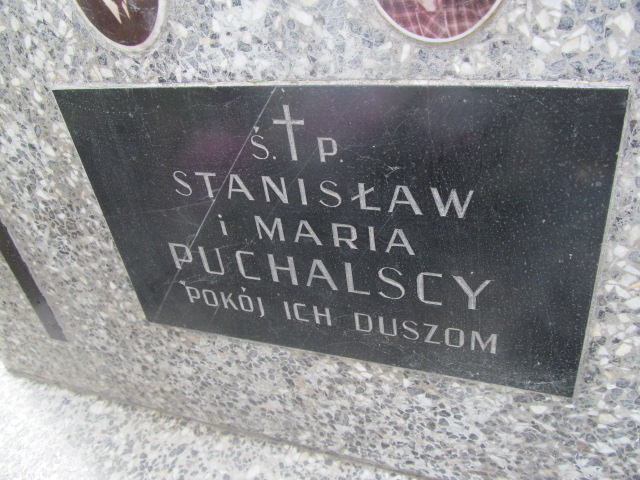 Ś. † P.
STANISŁAW
i MARIA
PUCHALSCY
POKÓJ ICH DUSZOM